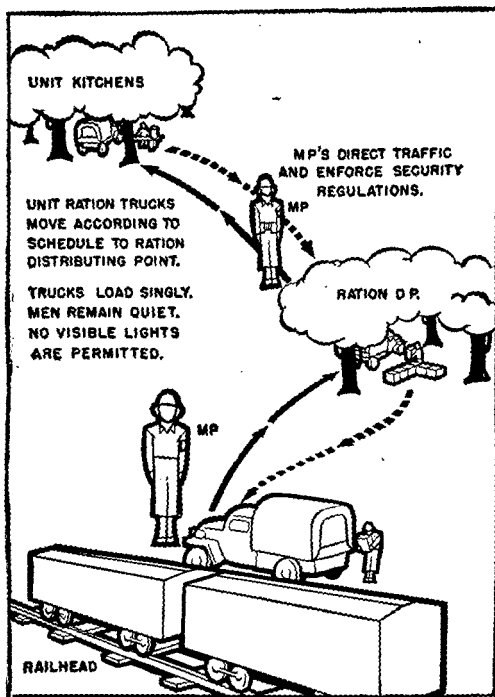 UNIT KITCHENS
MP'S DIRECT TRAFFIC
AND ENFORCE SECURITY
REGULATIONS.
MP
UNIT RATION TRUCKS
MOVE ACCORDING TO
SCHEDULE TO RATION
DISTRIBUTING POINT.
TRUCKS LOAD SINGLY.
MEN REMAIN QUIET.
NO VISIBLE LIGHTS
ARE PERMITTED.
RATION D.P.
MP
RAILHEAD